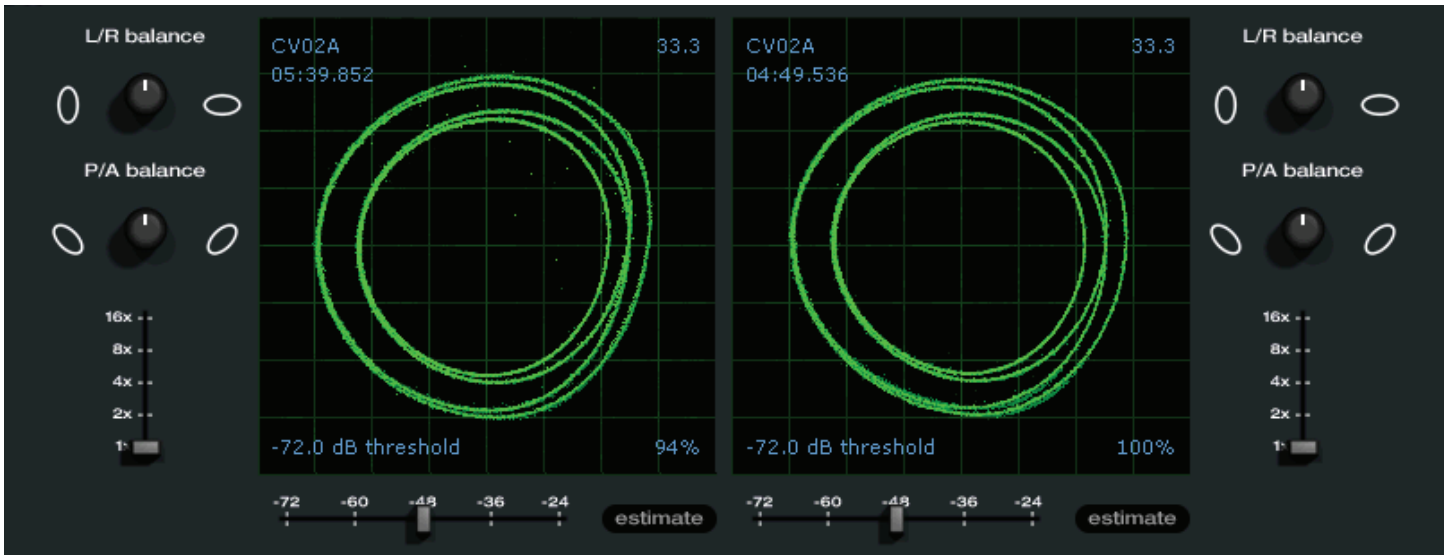 L/R balance
P/A balance
16x
8x
4x
2x
CV02A 33.3
05:39.852
-72.0 dB threshold 94%
-72 -60 -48 -36 -24
estimate
CV02A 33.3
04:49.536
-72.0 dB threshold 100%
-72 -60 -48 -36 -24
estimate
L/R balance
P/A balance
16x
8x
4x
2x